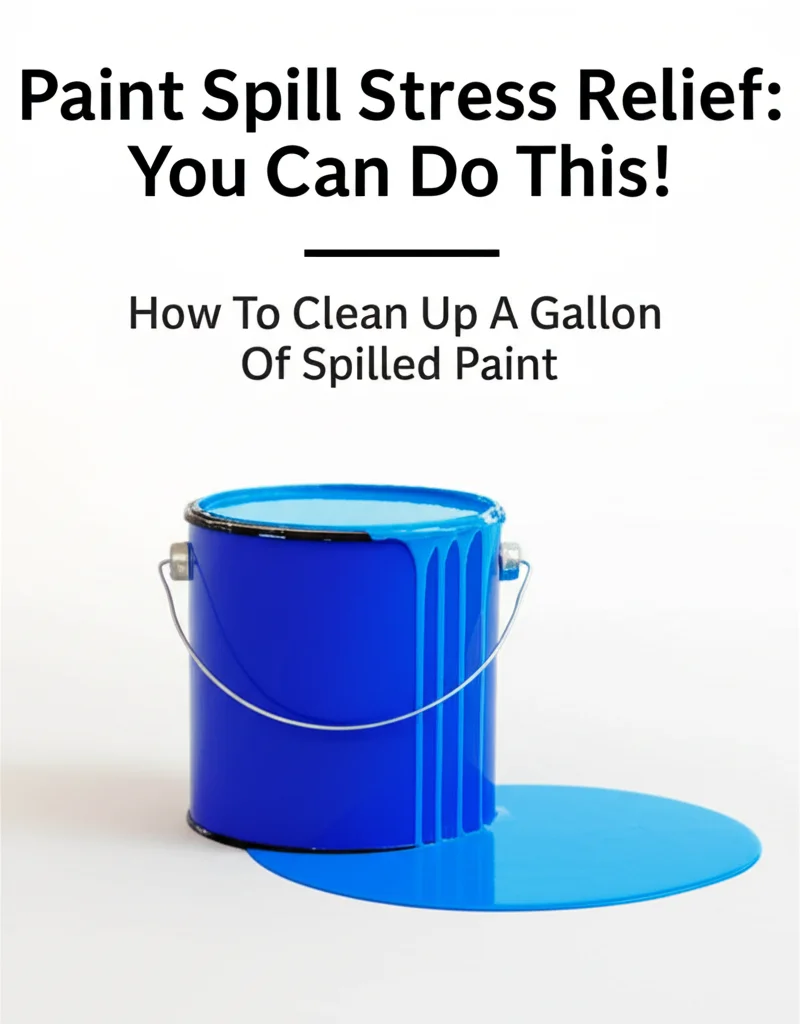 Paint Spill Stress Relief:
You Can Do This!
How To Clean Up A Gallon
Of Spilled Paint